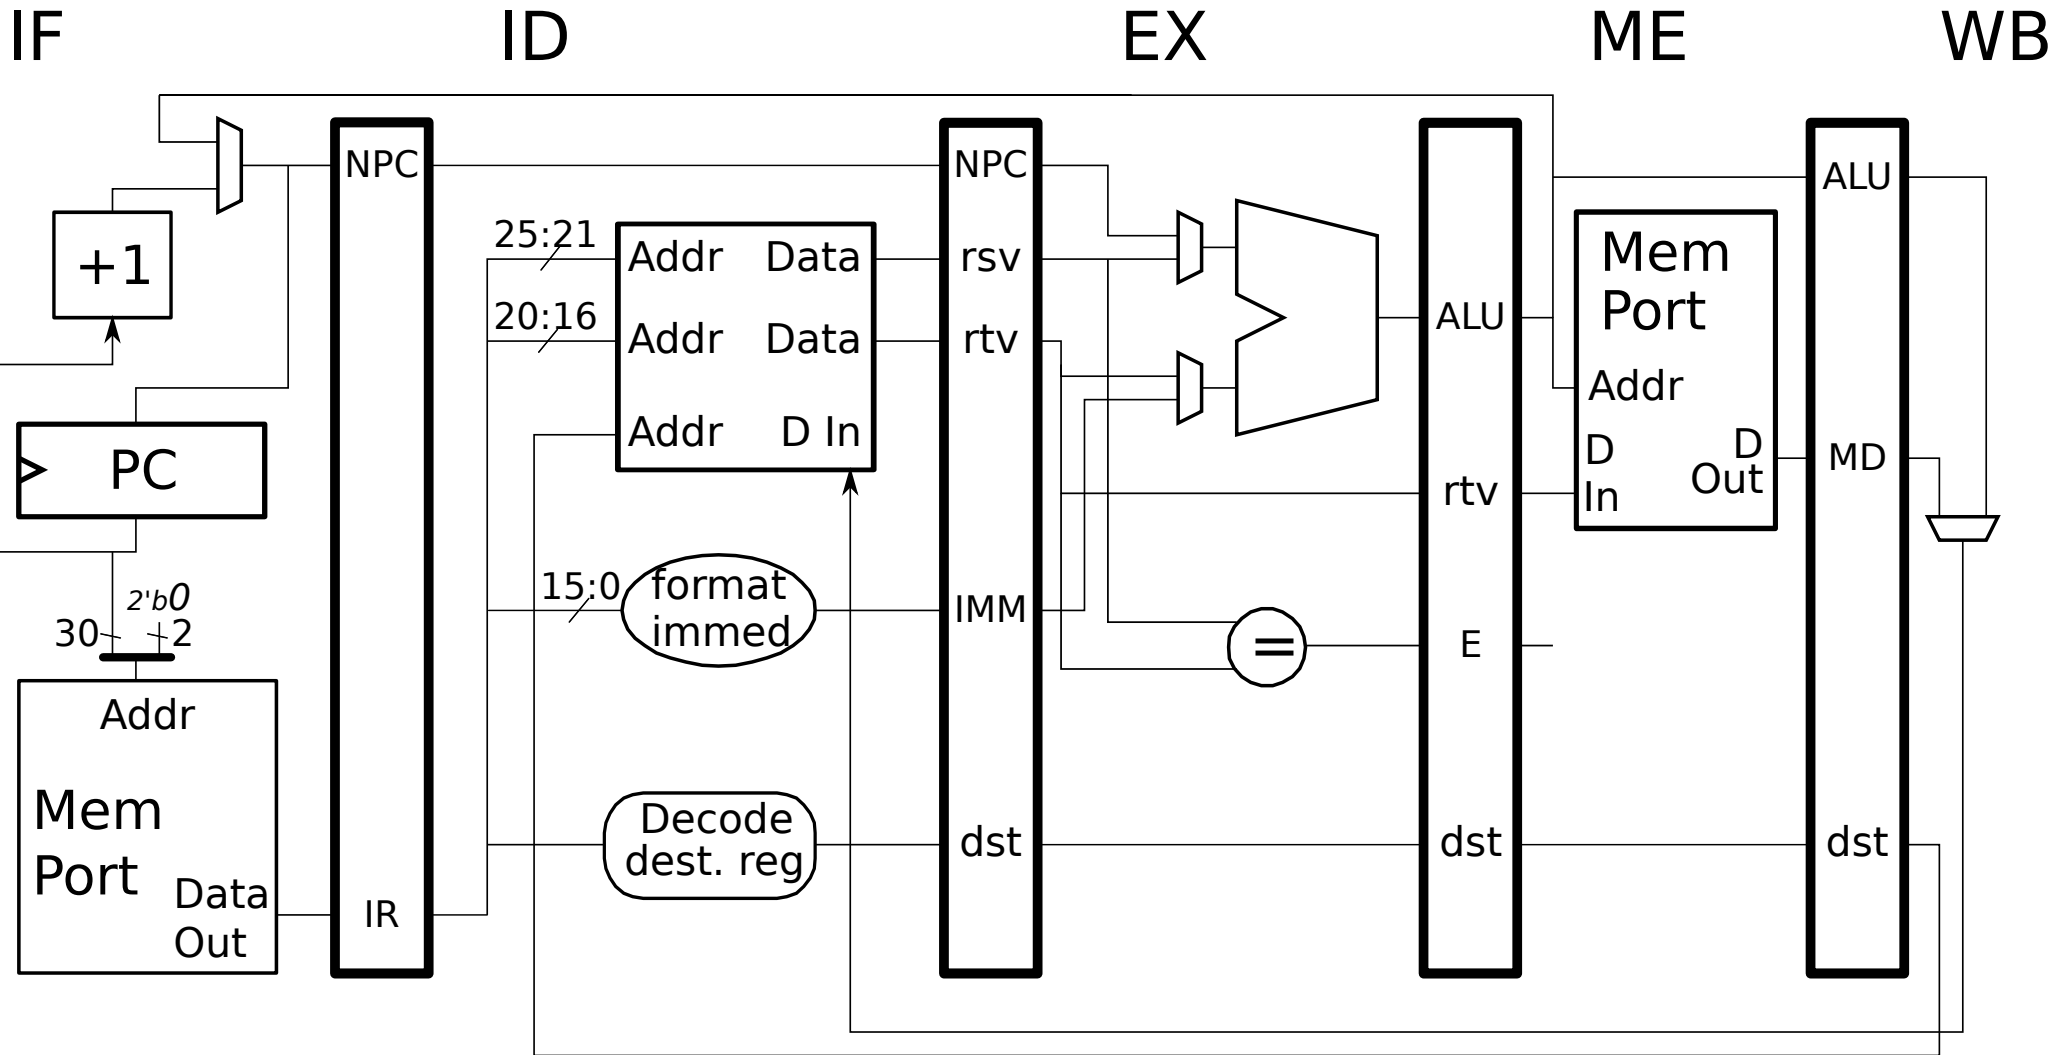 IF
ID
EX
ME
WB
+1
PC
2'b0
30
2
Addr
Mem
Port
Data
Out
NPC
IR
25:21
20:16
15:0
Addr Data
Addr Data
Addr D In
format
immed
Decode
dest. reg
NPC
rsv
rtv
IMM
dst
=
ALU
rtv
E
dst
Mem
Port
Addr
D
In
D
Out
ALU
MD
dst